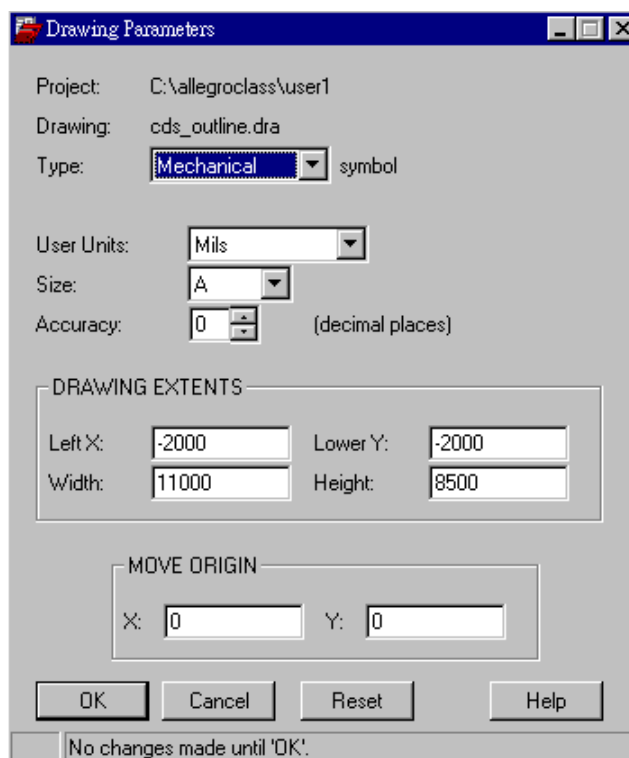 Drawing Parameters
Project: C:\allegroclass\user1
Drawing: cds_outline.dra
Type: Mechanical symbol
User Units: Mils
Size: A
Accuracy: 0 (decimal places)
DRAWING EXTENTS
Left X: -2000 Lower Y: -2000
Width: 11000 Height: 8500
MOVE ORIGIN
X: 0 Y: 0
OK Cancel Reset Help
No changes made until 'OK'.